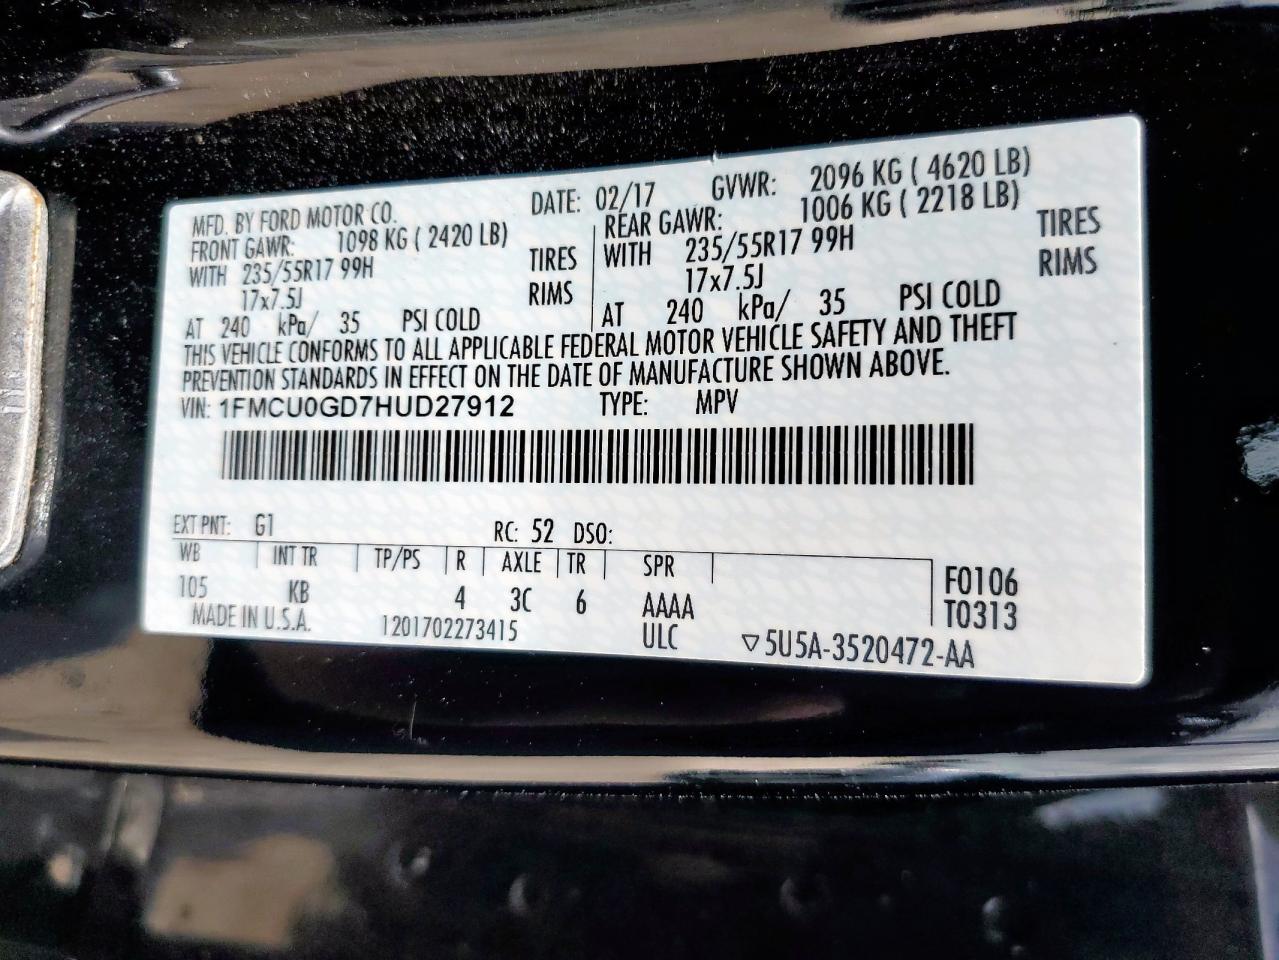 MFD. BY FORD MOTOR CO. DATE: 02/17 GVWR: 2096 KG ( 4620 LB)
FRONT GAWR: 1098 KG ( 2420 LB) REAR GAWR: 1006 KG ( 2218 LB)
WITH 235/55R17 99H TIRES WITH 235/55R17 99H TIRES
17x7.5J RIMS 17x7.5J RIMS
AT 240 kPa/ 35 PSI COLD AT 240 kPa/ 35 PSI COLD
THIS VEHICLE CONFORMS TO ALL APPLICABLE FEDERAL MOTOR VEHICLE SAFETY AND THEFT
PREVENTION STANDARDS IN EFFECT ON THE DATE OF MANUFACTURE SHOWN ABOVE.
VIN: 1FMCU0GD7HUD27912 TYPE: MPV
EXT PNT: G1 RC: 52 DSO:
WB INT TR TP/PS R AXLE TR SPR F0106
105 KB 4 3C 6 AAAA T0313
MADE IN U.S.A. 1201702273415 ULC ▽5U5A-3520472-AA